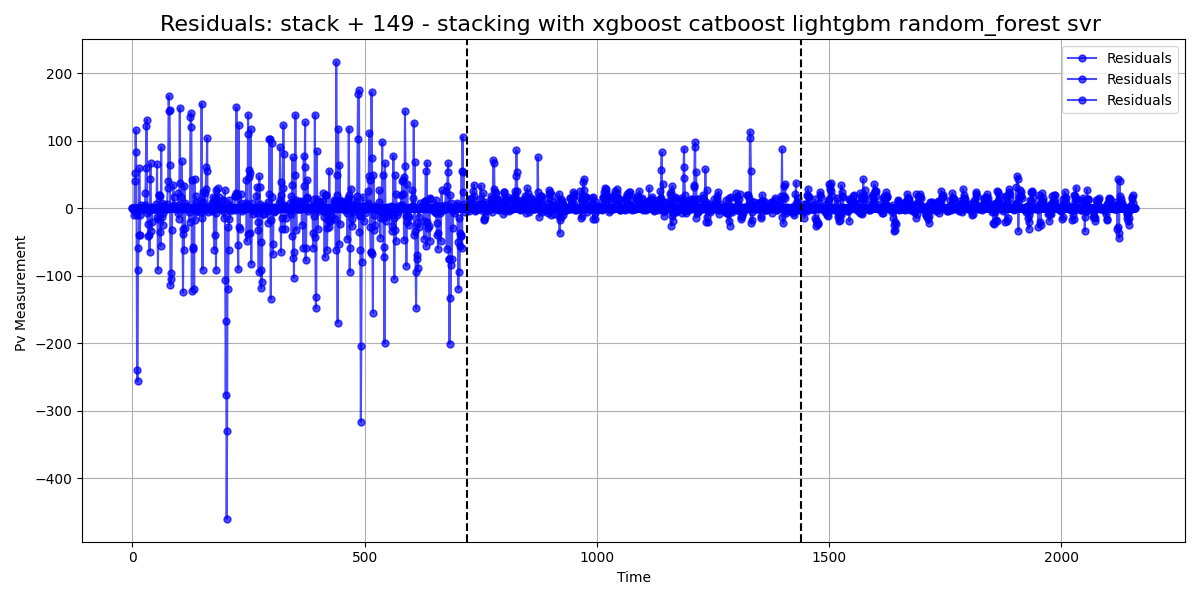 Residuals: stack + 149 - stacking with xgboost catboost lightgbm random_forest svr
Residuals
Residuals
Residuals
Pv Measurement
200
100
0
−100
−200
−300
−400
0
500
1000
1500
2000
Time